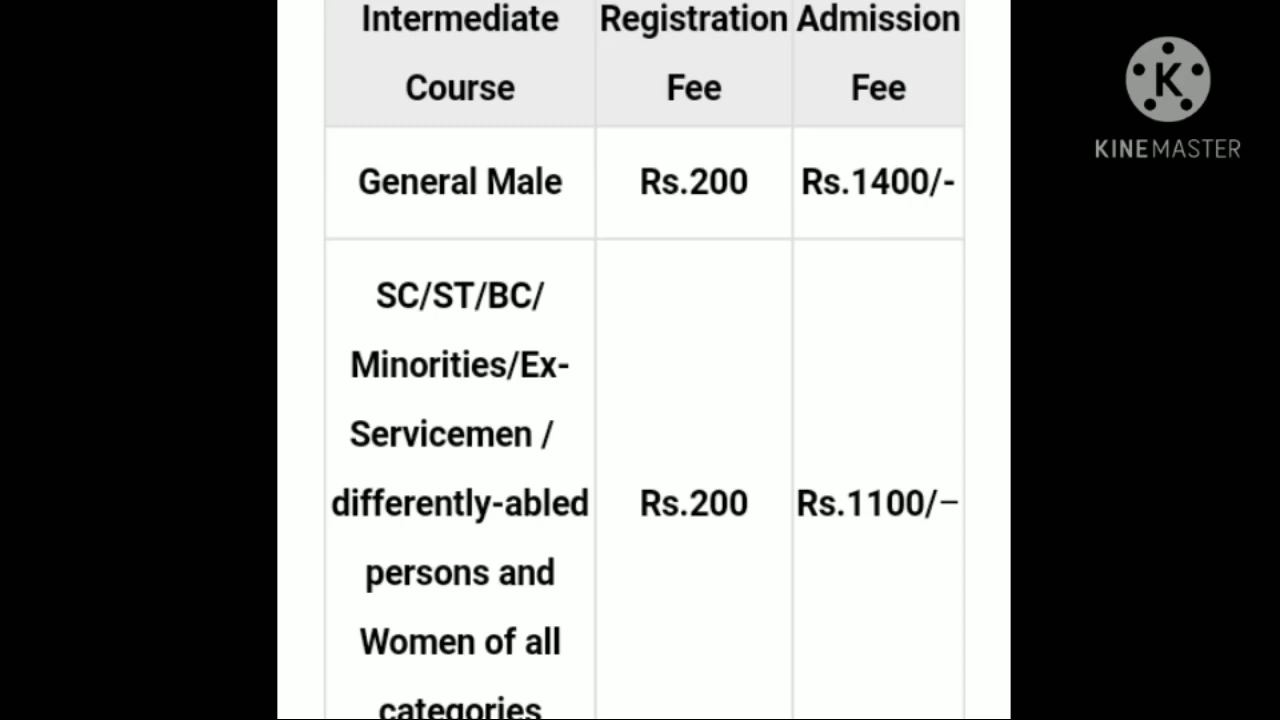 Intermediate Registration Admission
Course Fee Fee
General Male Rs.200 Rs.1400/-
SC/ST/BC/
Minorities/Ex-
Servicemen /
differently-abled Rs.200 Rs.1100/–
persons and
Women of all
categories
K
KINEMASTER